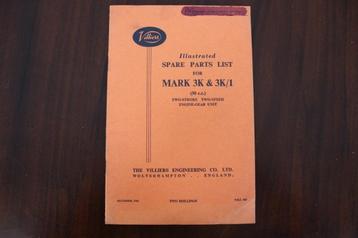 Villiers
Illustrated
SPARE PARTS LIST
FOR
MARK 3K & 3K/1
(50 c.c.)
TWO-STROKE TWO-SPEED
ENGINE-GEAR UNIT
THE VILLIERS ENGINEERING CO. LTD.
WOLVERHAMPTON . . ENGLAND.
TWO SHILLINGS